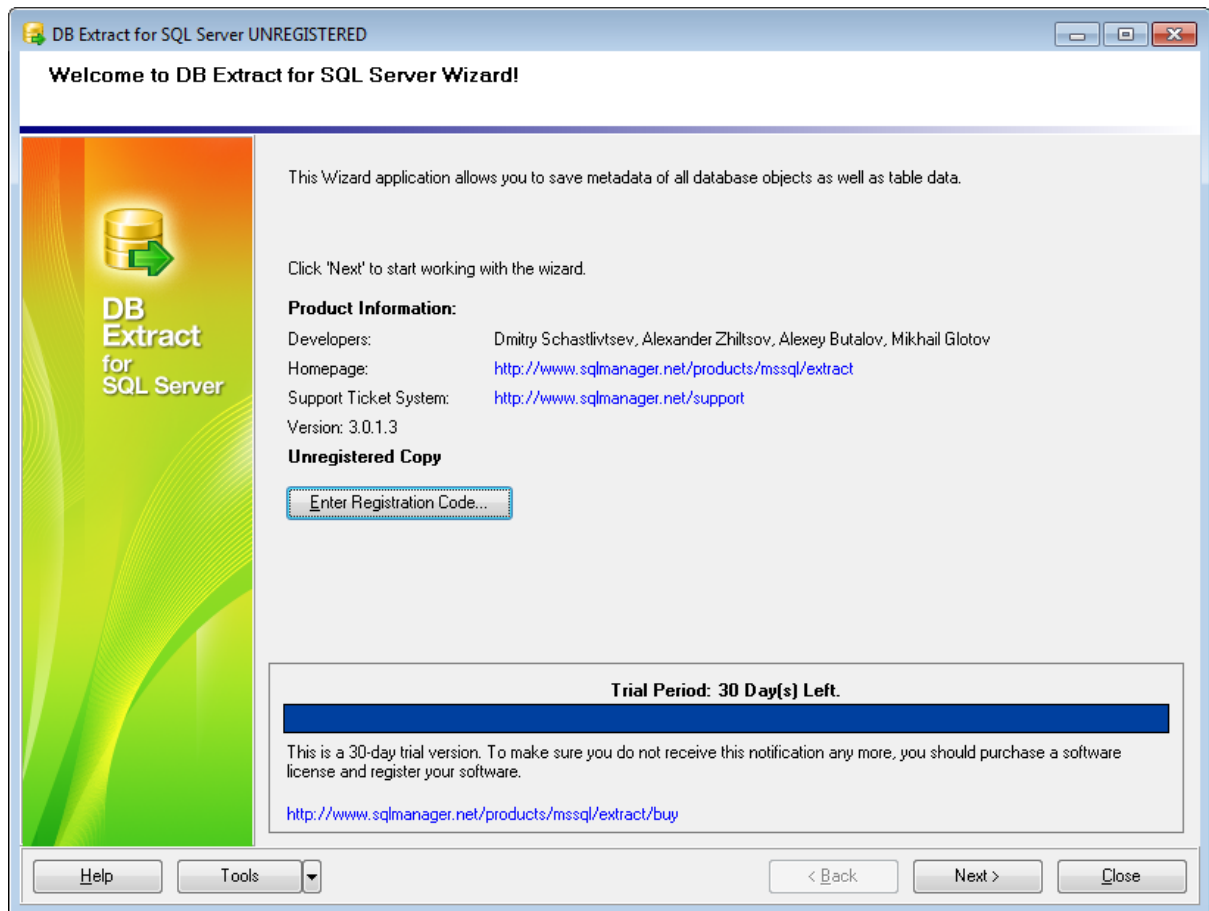 DB Extract for SQL Server UNREGISTERED
Welcome to DB Extract for SQL Server Wizard!
DB
Extract
for
SQL Server
This Wizard application allows you to save metadata of all database objects as well as table data.
Click 'Next' to start working with the wizard.
Product Information:
Developers: Dmitry Schastlivtsev, Alexander Zhiltsov, Alexey Butalov, Mikhail Glotov
Homepage: http://www.sqlmanager.net/products/mssql/extract
Support Ticket System: http://www.sqlmanager.net/support
Version: 3.0.1.3
Unregistered Copy
Enter Registration Code...
Trial Period: 30 Day(s) Left.
This is a 30-day trial version. To make sure you do not receive this notification any more, you should purchase a software
license and register your software.
http://www.sqlmanager.net/products/mssql/extract/buy
Help Tools < Back Next > Close